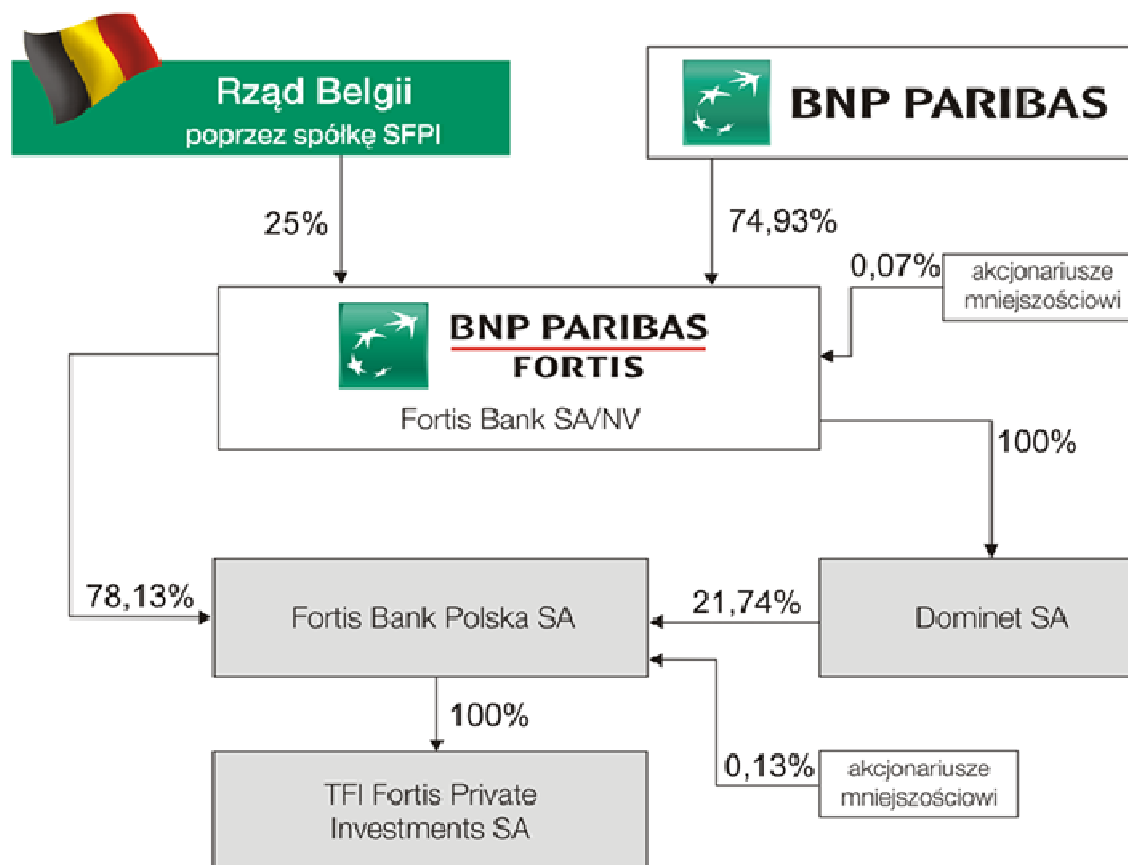 Rząd Belgii
poprzez spółkę SFPI
BNP PARIBAS
25%
74,93%
0,07%
akcjonariusze
mniejszościowi
BNP PARIBAS
FORTIS
Fortis Bank SA/NV
100%
78,13%
Fortis Bank Polska SA
21,74%
Dominet SA
100%
0,13%
akcjonariusze
mniejszościowi
TFI Fortis Private
Investments SA